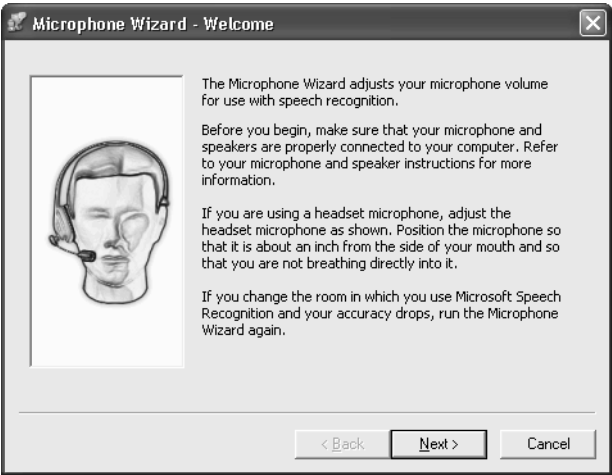 Microphone Wizard - Welcome
The Microphone Wizard adjusts your microphone volume
for use with speech recognition.
Before you begin, make sure that your microphone and
speakers are properly connected to your computer. Refer
to your microphone and speaker instructions for more
information.
If you are using a headset microphone, adjust the
headset microphone as shown. Position the microphone so
that it is about an inch from the side of your mouth and so
that you are not breathing directly into it.
If you change the room in which you use Microsoft Speech
Recognition and your accuracy drops, run the Microphone
Wizard again.
< Back Next > Cancel